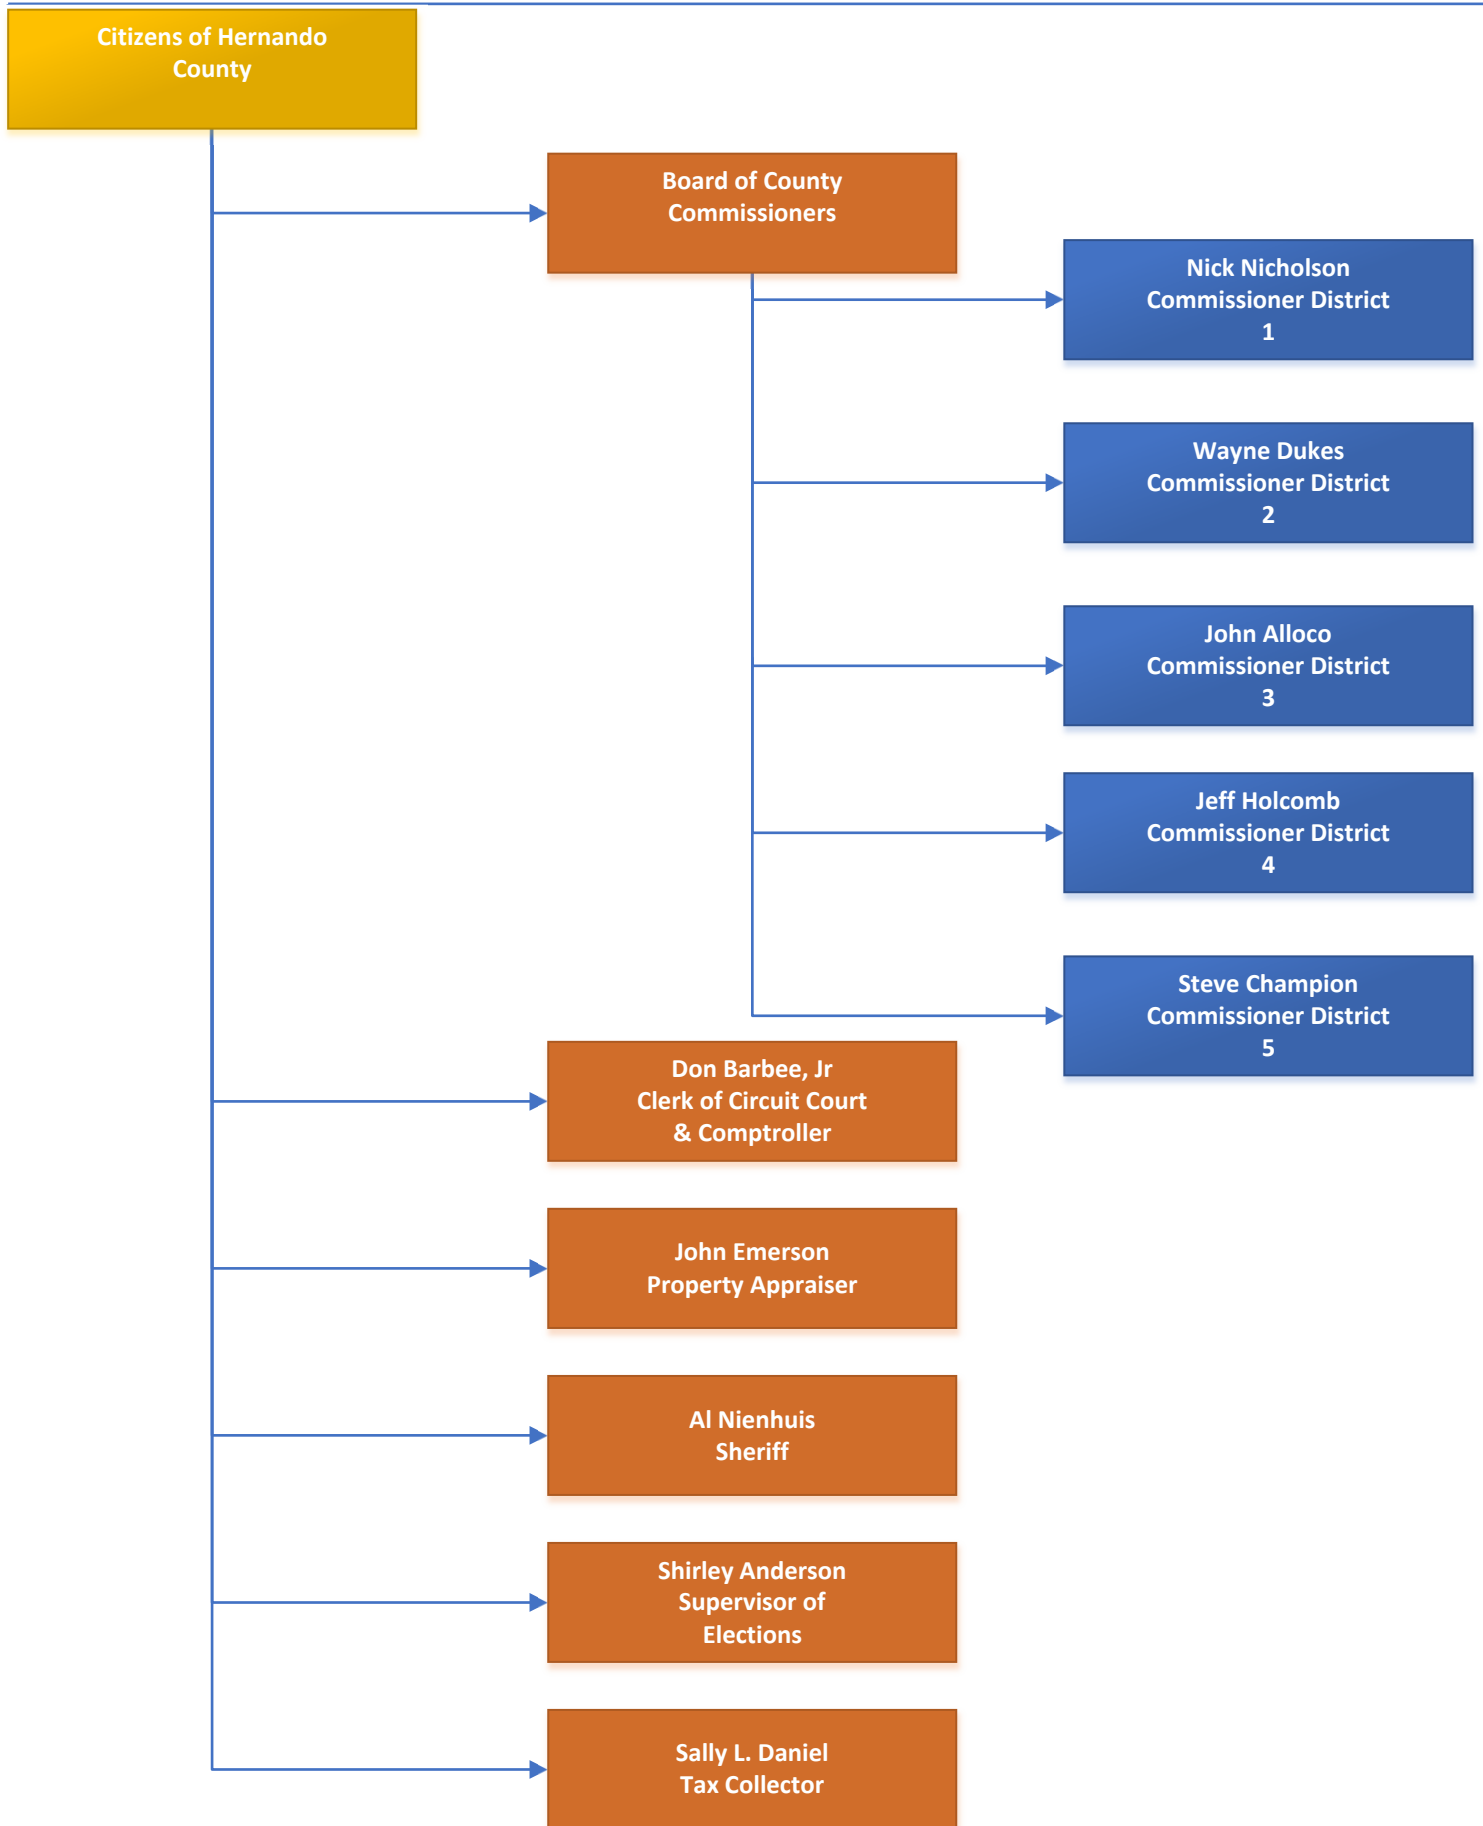 Citizens of Hernando
County
Board of County
Commissioners
Nick Nicholson
Commissioner District
1
Wayne Dukes
Commissioner District
2
John Alloco
Commissioner District
3
Jeff Holcomb
Commissioner District
4
Steve Champion
Commissioner District
5
Don Barbee, Jr
Clerk of Circuit Court
& Comptroller
John Emerson
Property Appraiser
Al Nienhuis
Sheriff
Shirley Anderson
Supervisor of
Elections
Sally L. Daniel
Tax Collector